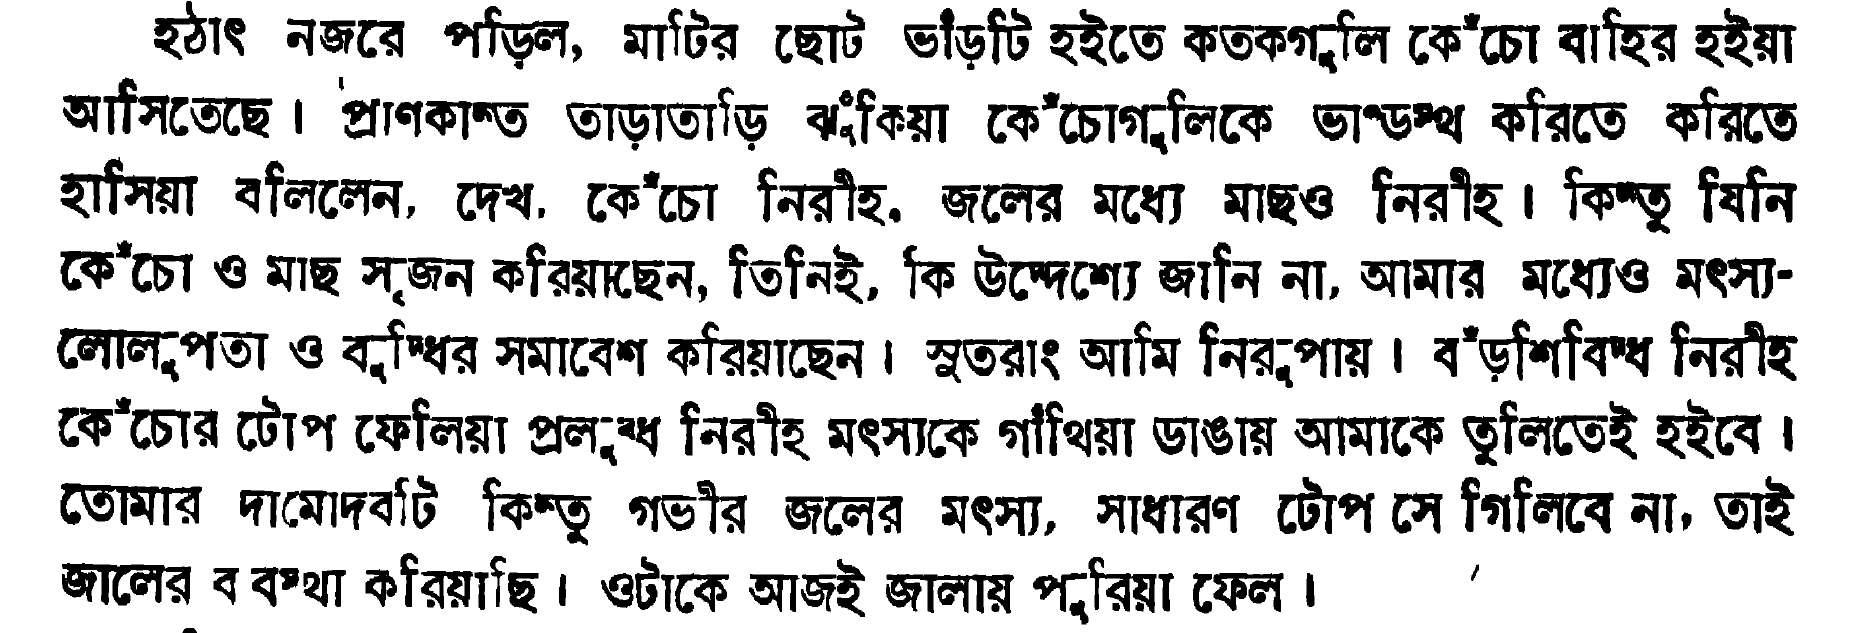 হঠাৎ নজরে পড়িল, মাটির ছোট ভাঁড়টি হইতে কতকগুলি কেঁচো বাহির হইয়া
আসিতেছে। প্রাণকান্ত তাড়াতাড়ি ঝুঁকিয়া কেঁচোগুলিকে ভান্ডস্থ করিতে করিতে
হাসিয়া বলিলেন, দেখ, কেঁচো নিরীহ, জলের মধ্যে মাছও নিরীহ। কিন্তু যিনি
কেঁচো ও মাছ সৃজন করিয়াছেন, তিনিই, কি উদ্দেশ্যে জানি না, আমার মধ্যেও মৎস্য-
লোলুপতা ও বুদ্ধির সমাবেশ করিয়াছেন। সুতরাং আমি নিরুপায়। বঁড়শিবিদ্ধ নিরীহ
কেঁচোর টোপ ফেলিয়া প্রলুব্ধ নিরীহ মৎস্যকে গাঁথিয়া ডাঙায় আমাকে তুলিতেই হইবে।
তোমার দামোদরটি কিন্তু গভীর জলের মৎস্য, সাধারণ টোপ সে গিলিবে না, তাই
জালের ব বস্থা করিয়াছি। ওটাকে আজই জালায় পুরিয়া ফেল।